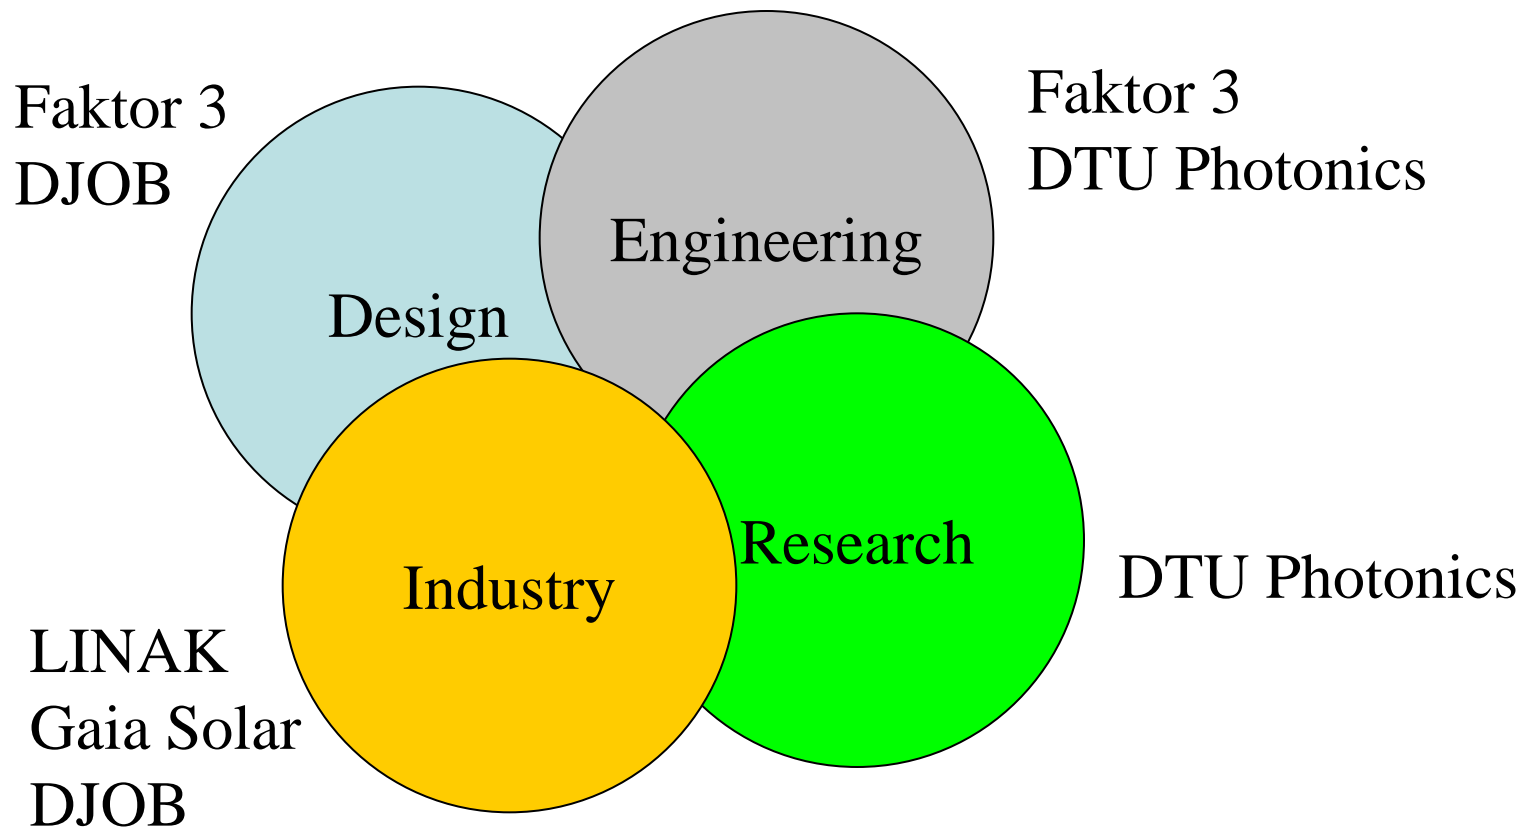 Faktor 3
DJOB
Faktor 3
DTU Photonics
Engineering
Design
Research
DTU Photonics
Industry
LINAK
Gaia Solar
DJOB